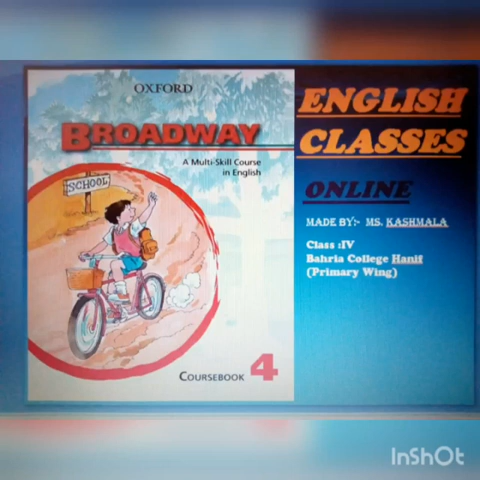 OXFORD
BROADWAY
A Multi-Skill Course
in English
SCHOOL
COURSEBOOK 4
ENGLISH
CLASSES
ONLINE
MADE BY:- MS. KASHMALA
Class :IV
Bahria College Hanif
(Primary Wing)
InShOt